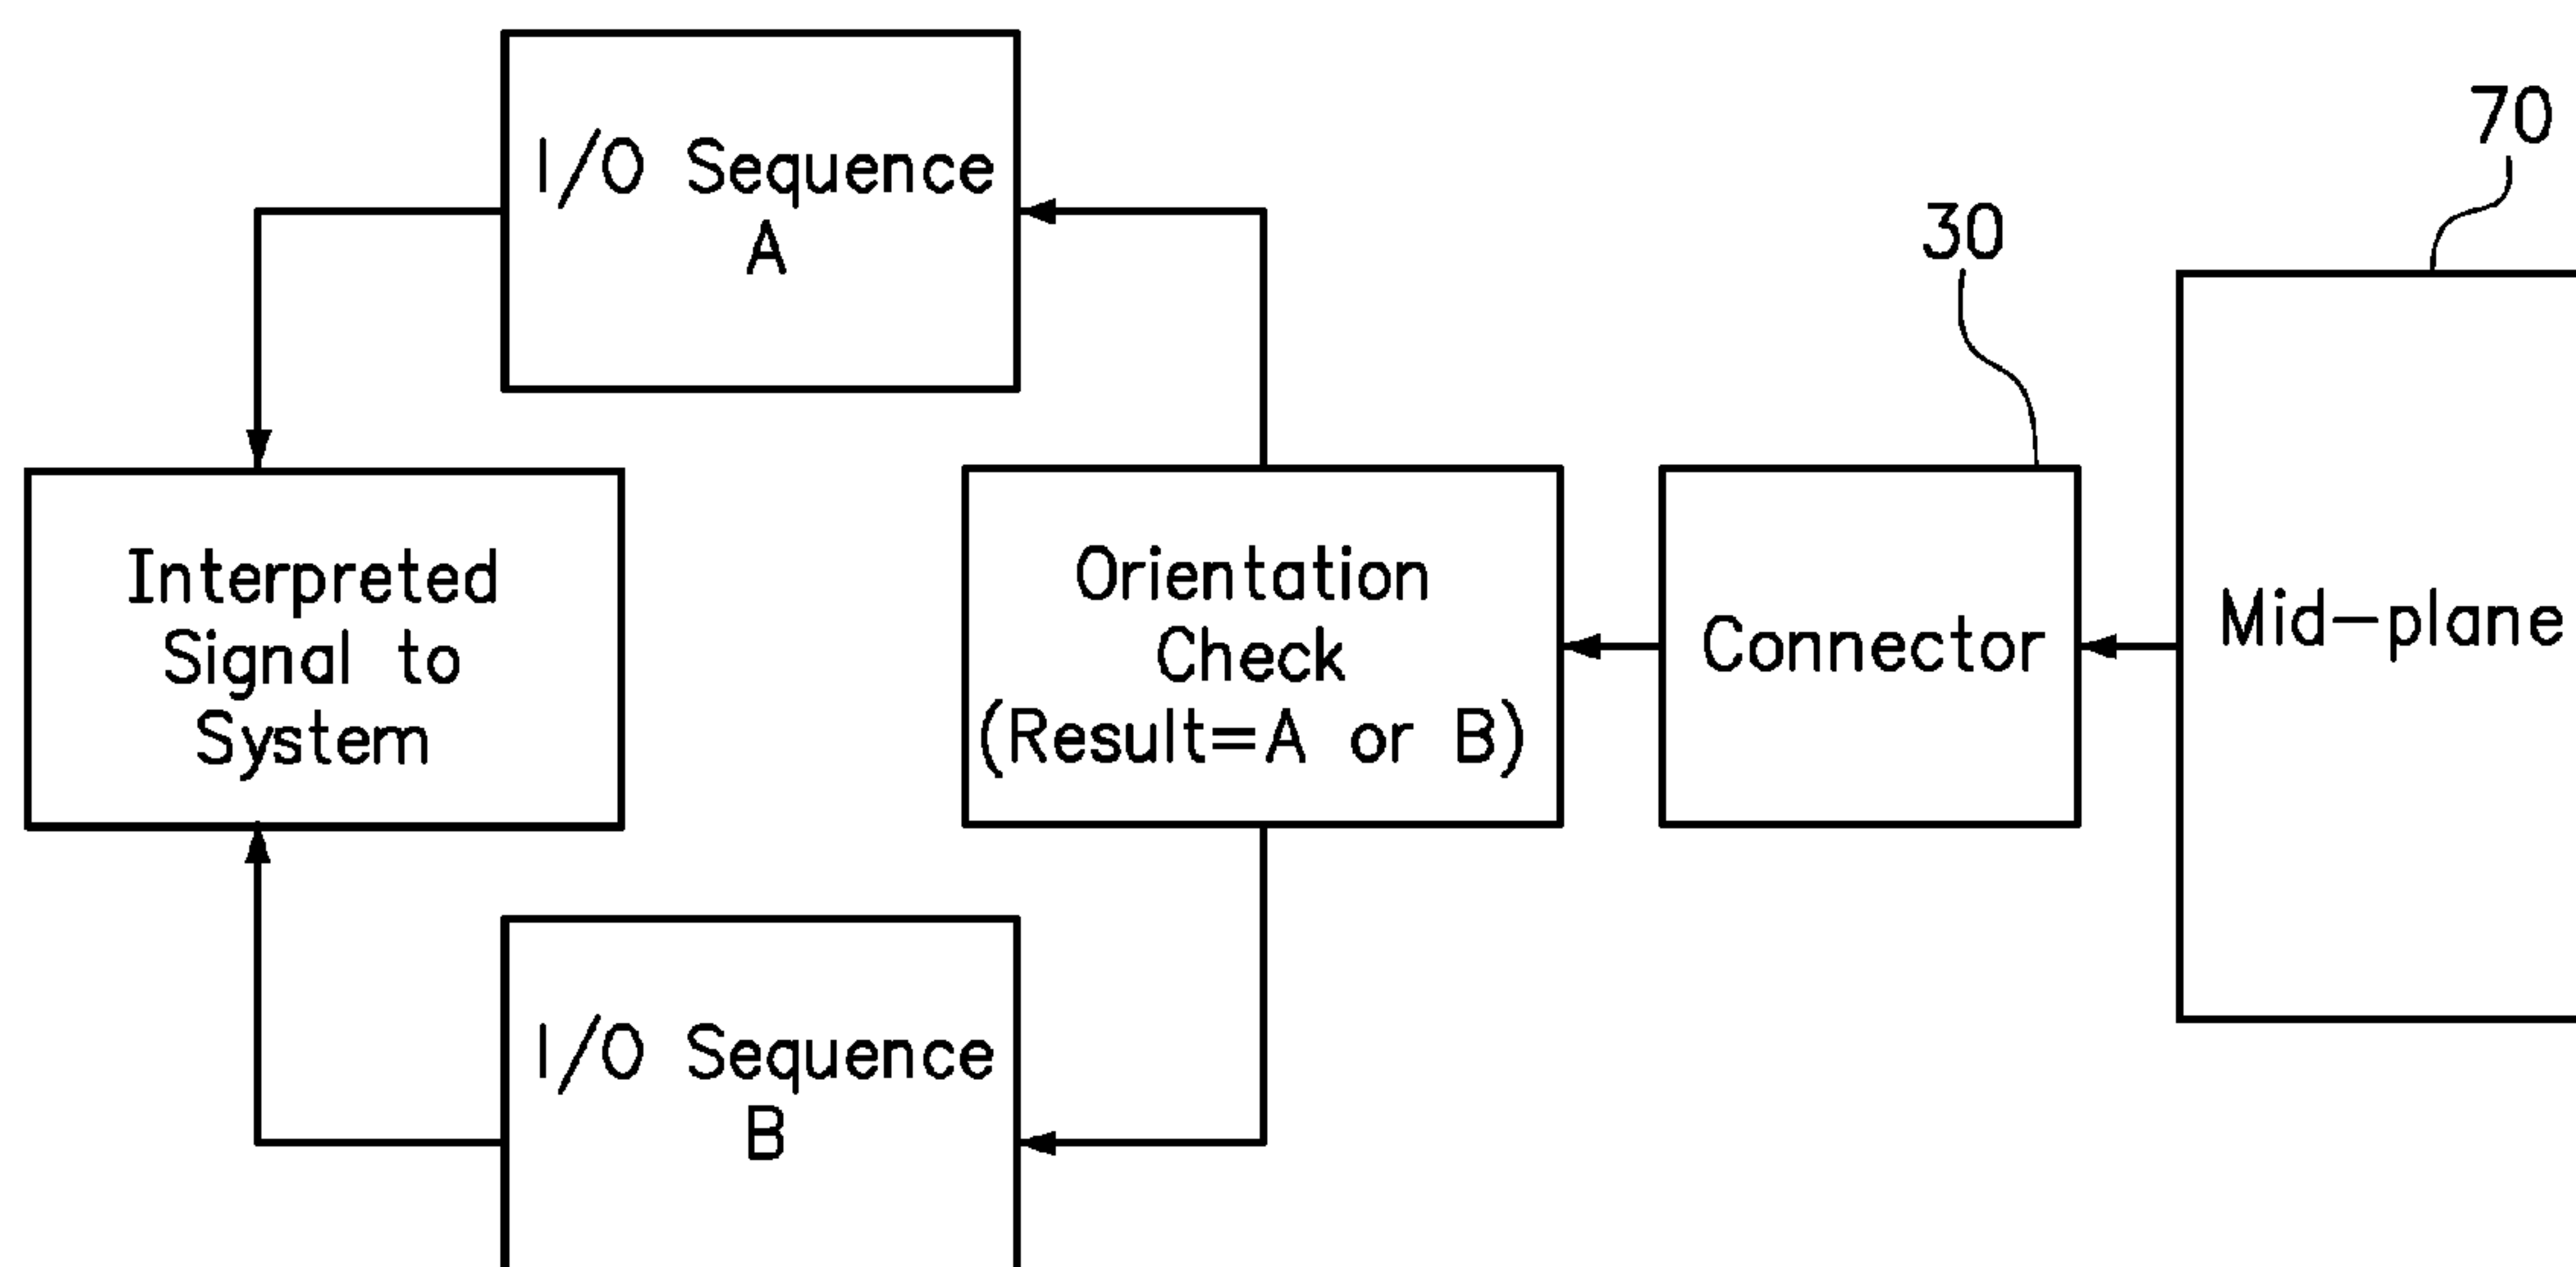 I/O Sequence
A
70
30
Interpreted
Signal to
System
Orientation
Check
(Result=A or B)
Connector
Mid-plane
I/O Sequence
B